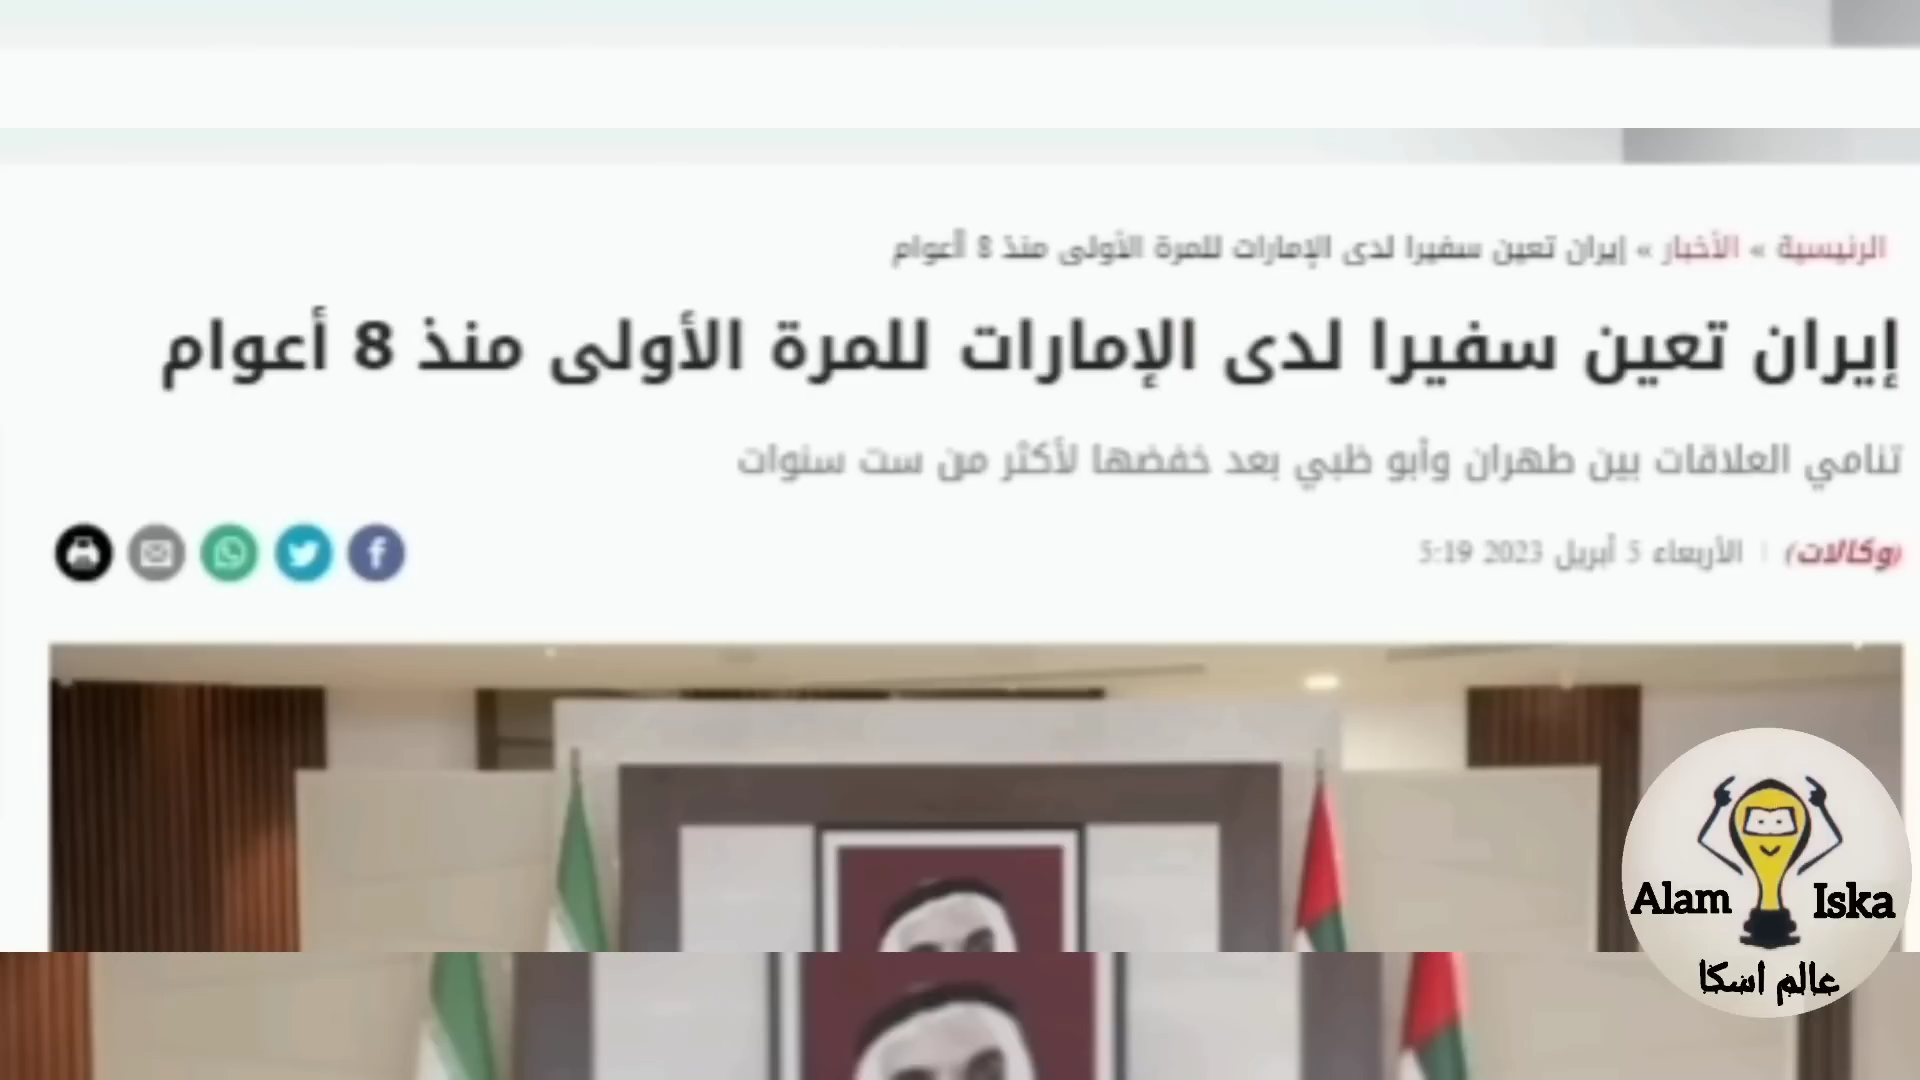 الرئيسية » الأخبار » إيران تعين سفيرا لدى الإمارات للمرة الأولى منذ 8 أعوام
إيران تعين سفيرا لدى الإمارات للمرة الأولى منذ 8 أعوام
تنامي العلاقات بين طهران وأبو ظبي بعد خفضها لأكثر من ست سنوات
(وكالات) | الأربعاء 5 أبريل 2023 5:19
Alam Iska
عالم اسكا